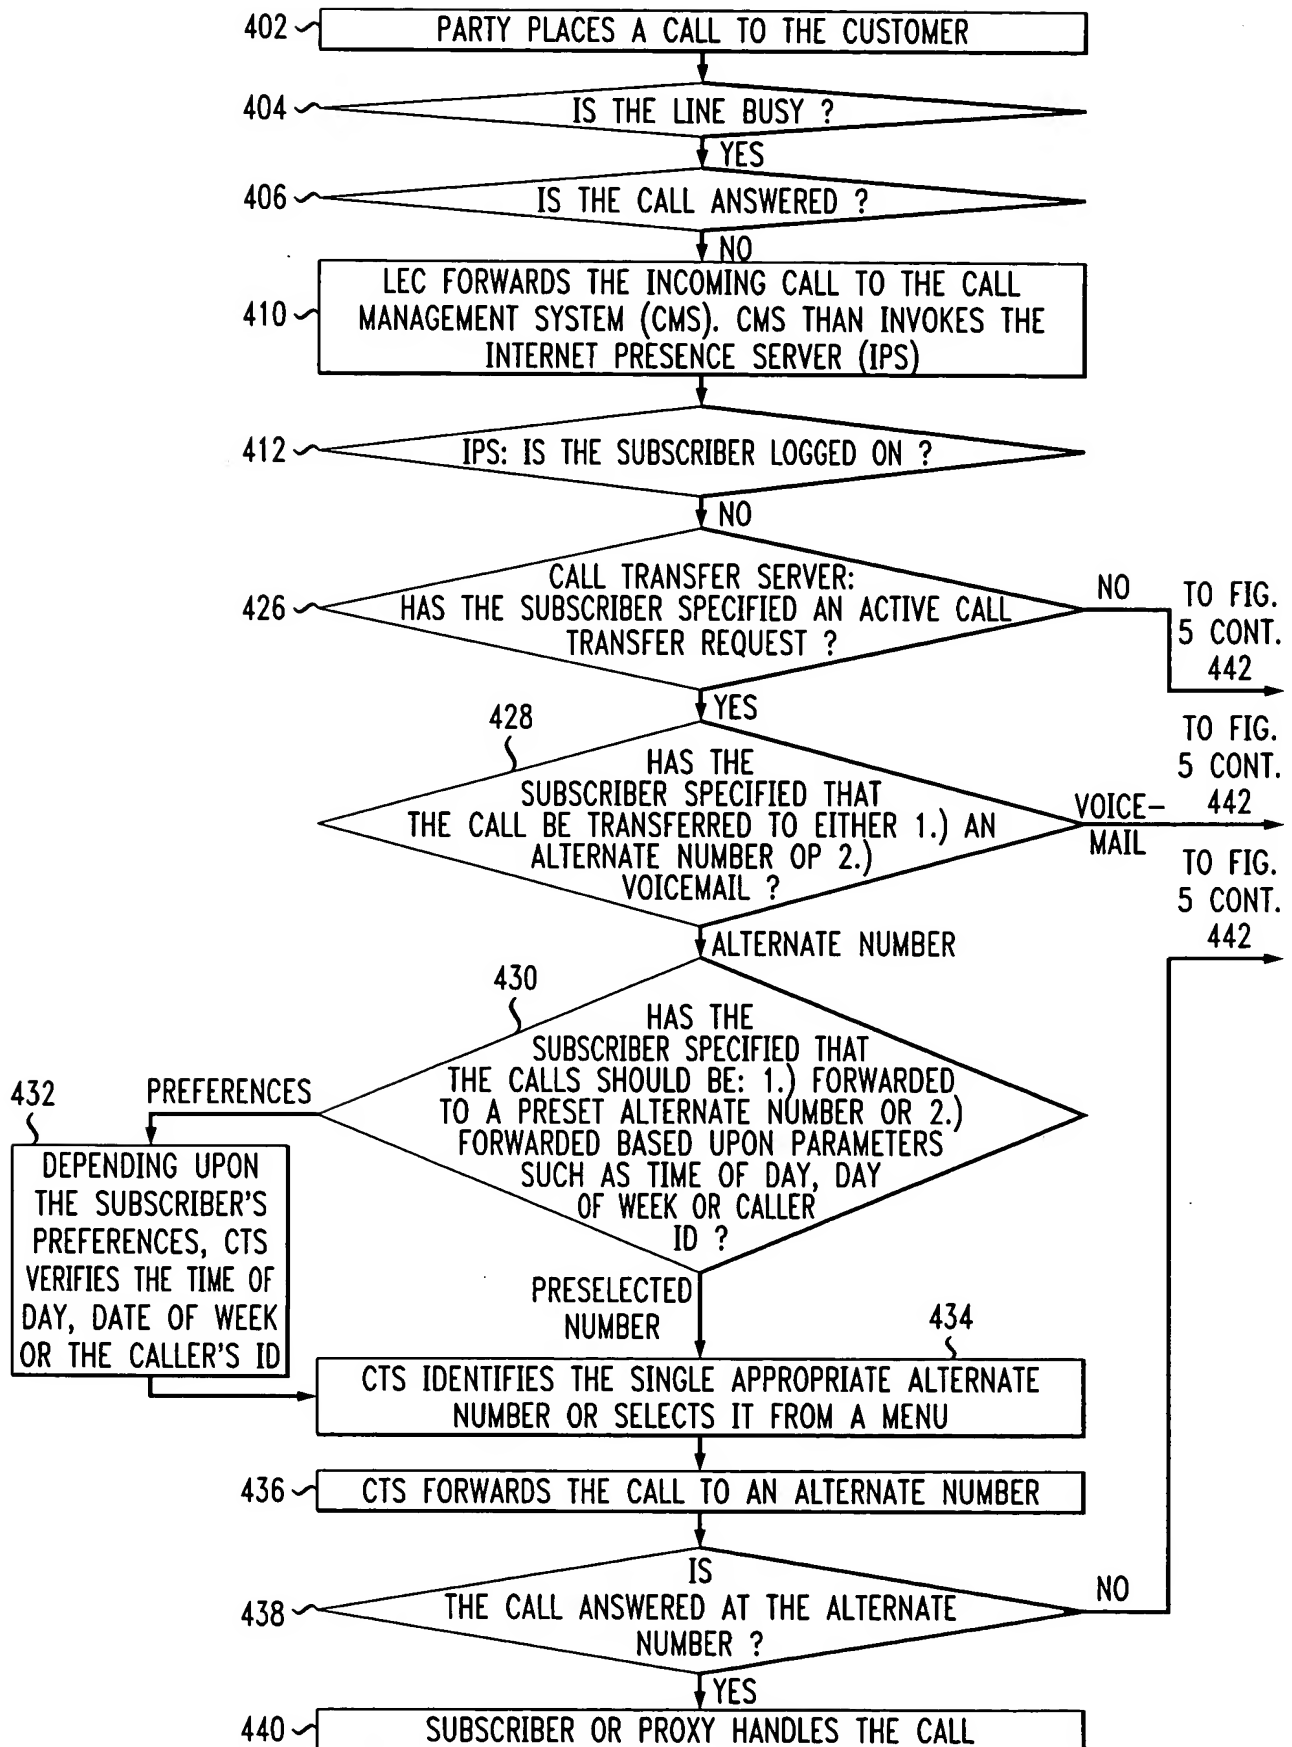 402
PARTY PLACES A CALL TO THE CUSTOMER
404
IS THE LINE BUSY ?
YES
406
IS THE CALL ANSWERED ?
NO
410
LEC FORWARDS THE INCOMING CALL TO THE CALL
MANAGEMENT SYSTEM (CMS). CMS THAN INVOKES THE
INTERNET PRESENCE SERVER (IPS)
412
IPS: IS THE SUBSCRIBER LOGGED ON ?
NO
426
CALL TRANSFER SERVER:
HAS THE SUBSCRIBER SPECIFIED AN ACTIVE CALL
TRANSFER REQUEST ?
NO
TO FIG.
5 CONT.
442
YES
428
HAS THE
SUBSCRIBER SPECIFIED THAT
THE CALL BE TRANSFERRED TO EITHER 1.) AN
ALTERNATE NUMBER OP 2.)
VOICEMAIL ?
VOICE-
MAIL
TO FIG.
5 CONT.
442
ALTERNATE NUMBER
430
HAS THE
SUBSCRIBER SPECIFIED THAT
THE CALLS SHOULD BE: 1.) FORWARDED
TO A PRESET ALTERNATE NUMBER OR 2.)
FORWARDED BASED UPON PARAMETERS
SUCH AS TIME OF DAY, DAY
OF WEEK OR CALLER
ID ?
TO FIG.
5 CONT.
442
PREFERENCES
432
DEPENDING UPON
THE SUBSCRIBER'S
PREFERENCES, CTS
VERIFIES THE TIME OF
DAY, DATE OF WEEK
OR THE CALLER'S ID
PRESELECTED
NUMBER
434
CTS IDENTIFIES THE SINGLE APPROPRIATE ALTERNATE
NUMBER OR SELECTS IT FROM A MENU
436
CTS FORWARDS THE CALL TO AN ALTERNATE NUMBER
438
IS
THE CALL ANSWERED AT THE ALTERNATE
NUMBER ?
NO
YES
440
SUBSCRIBER OR PROXY HANDLES THE CALL